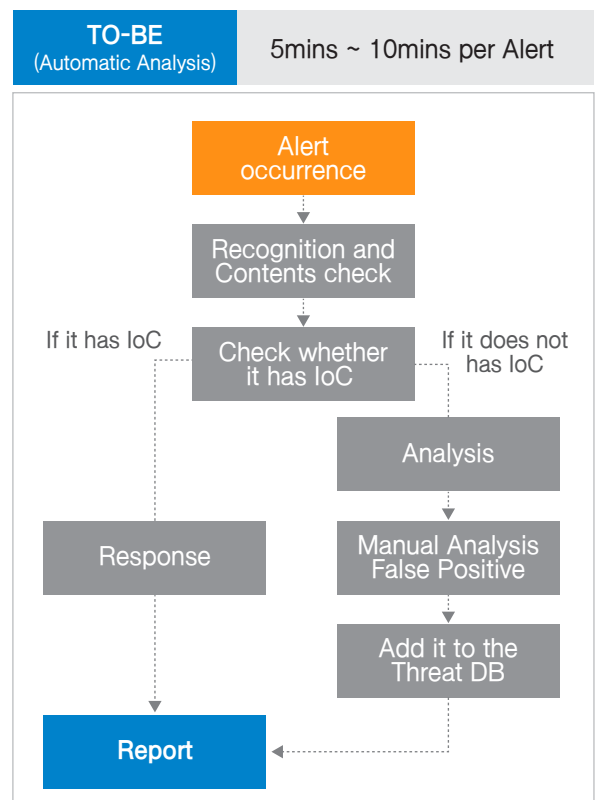 TO-BE
(Automatic Analysis)
5mins ~ 10mins per Alert
Alert
occurrence
Recognition and
Contents check
If it has IoC
Check whether
it has IoC
If it does not
has IoC
Analysis
Response
Manual Analysis
False Positive
Add it to the
Threat DB
Report